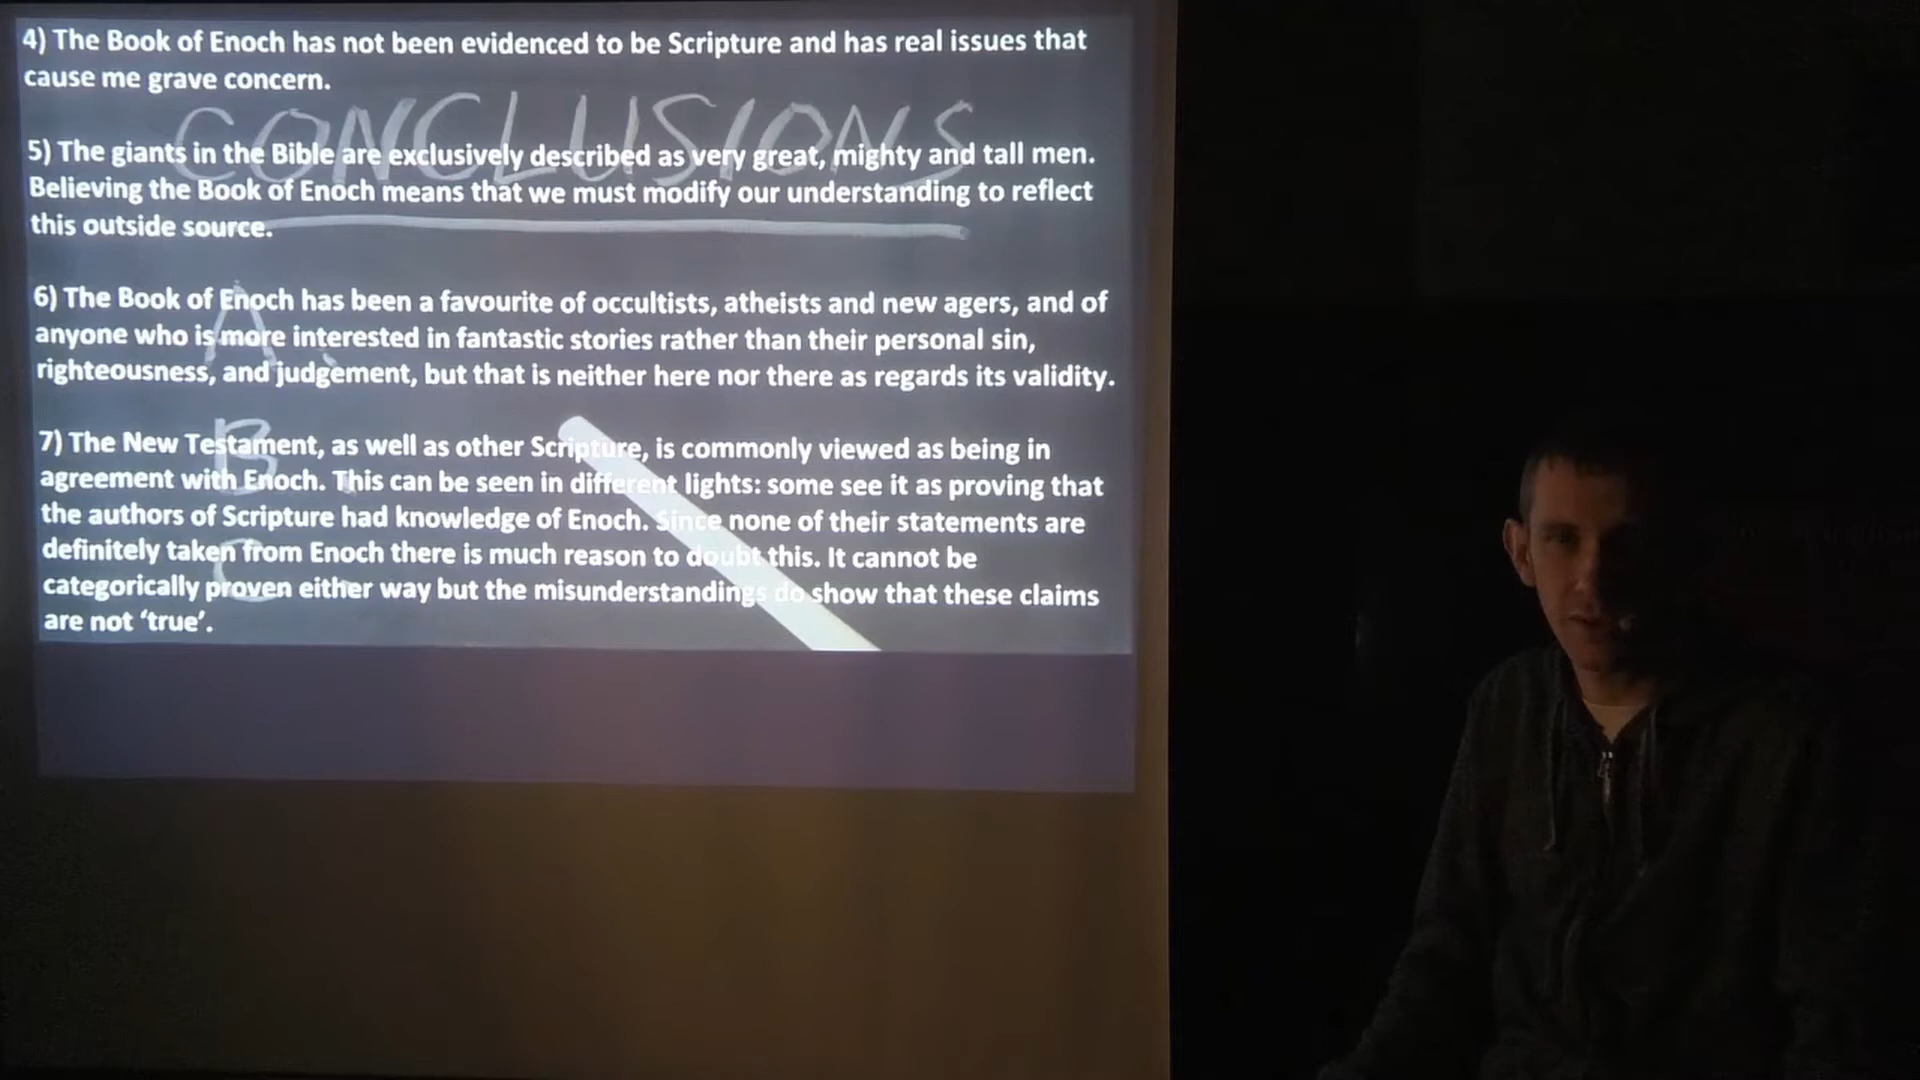 4) The Book of Enoch has not been evidenced to be Scripture and has real issues that
cause me grave concern.
CONCLUSIONS
5) The giants in the Bible are exclusively described as very great, mighty and tall men.
Believing the Book of Enoch means that we must modify our understanding to reflect
this outside source.
6) The Book of Enoch has been a favourite of occultists, atheists and new agers, and of
anyone who is more interested in fantastic stories rather than their personal sin,
righteousness, and judgement, but that is neither here nor there as regards its validity.
A.
7) The New Testament, as well as other Scripture, is commonly viewed as being in
agreement with Enoch. This can be seen in different lights: some see it as proving that
the authors of Scripture had knowledge of Enoch. Since none of their statements are
definitely taken from Enoch there is much reason to doubt this. It cannot be
categorically proven either way but the misunderstandings do show that these claims
are not ‘true’.
B.
C